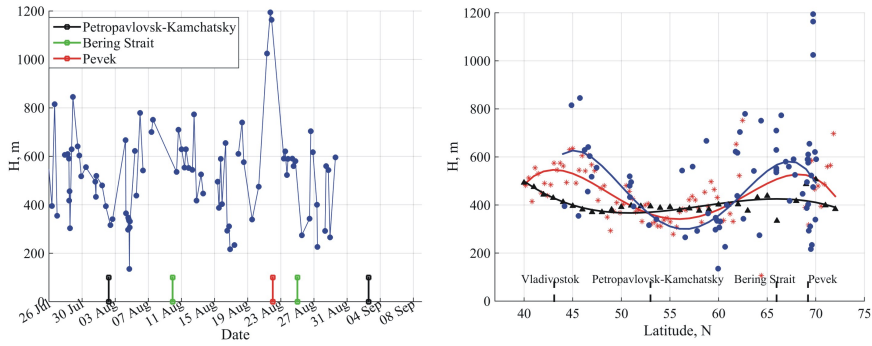 1200
1000
800
600
400
200
0
H, m
Petropavlovsk-Kamchatsky
Bering Strait
Pevek
26 Jul
30 Jul
03 Aug
07 Aug
11 Aug
15 Aug
19 Aug
23 Aug
27 Aug
31 Aug
04 Sep
08 Sep
Date
1200
1000
800
600
400
200
0
H, m
Vladivostok
Petropavlovsk-Kamchatsky
Bering Strait
Pevek
40
45
50
55
60
65
70
75
Latitude, N